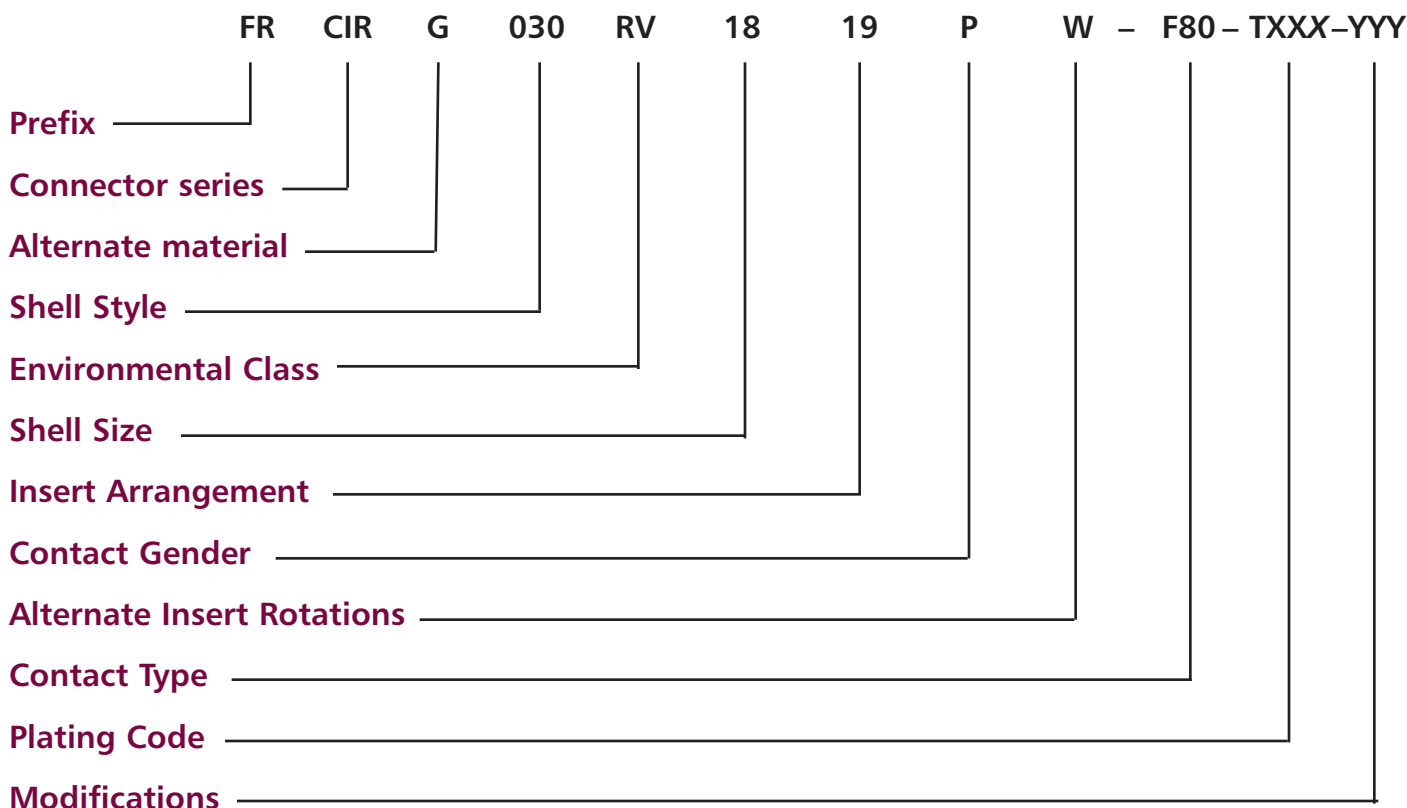 FR CIR G 030 RV 18 19 P W – F80 – TXXX –YYY
Prefix
Connector series
Alternate material
Shell Style
Environmental Class
Shell Size
Insert Arrangement
Contact Gender
Alternate Insert Rotations
Contact Type
Plating Code
Modifications